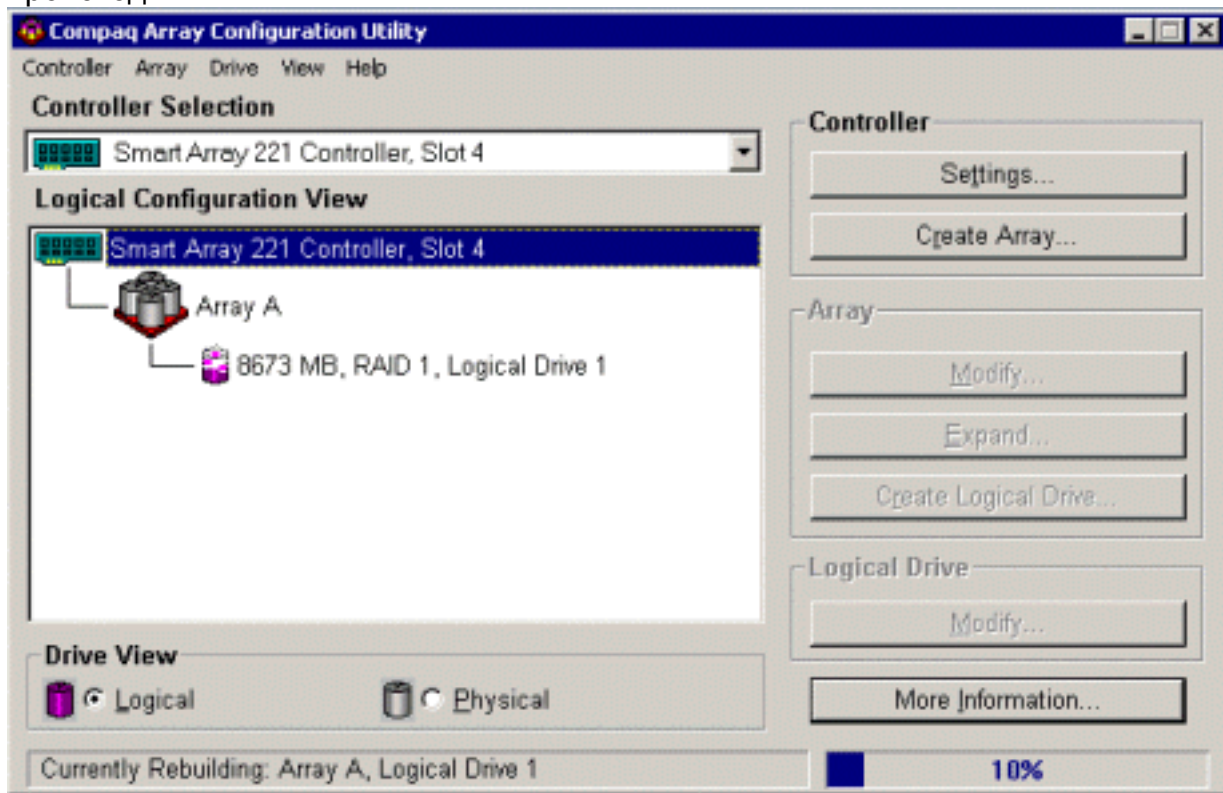 Compaq Array Configuration Utility
Controller Array Drive View Help
Controller Selection
Smart Array 221 Controller, Slot 4
Logical Configuration View
Smart Array 221 Controller, Slot 4
Array A
8673 MB, RAID 1, Logical Drive 1
Drive View
Logical Physical
Currently Rebuilding: Array A, Logical Drive 1
Controller
Settings...
Create Array...
Array
Modify...
Expand...
Create Logical Drive...
Logical Drive
Modify...
More Information...
10%